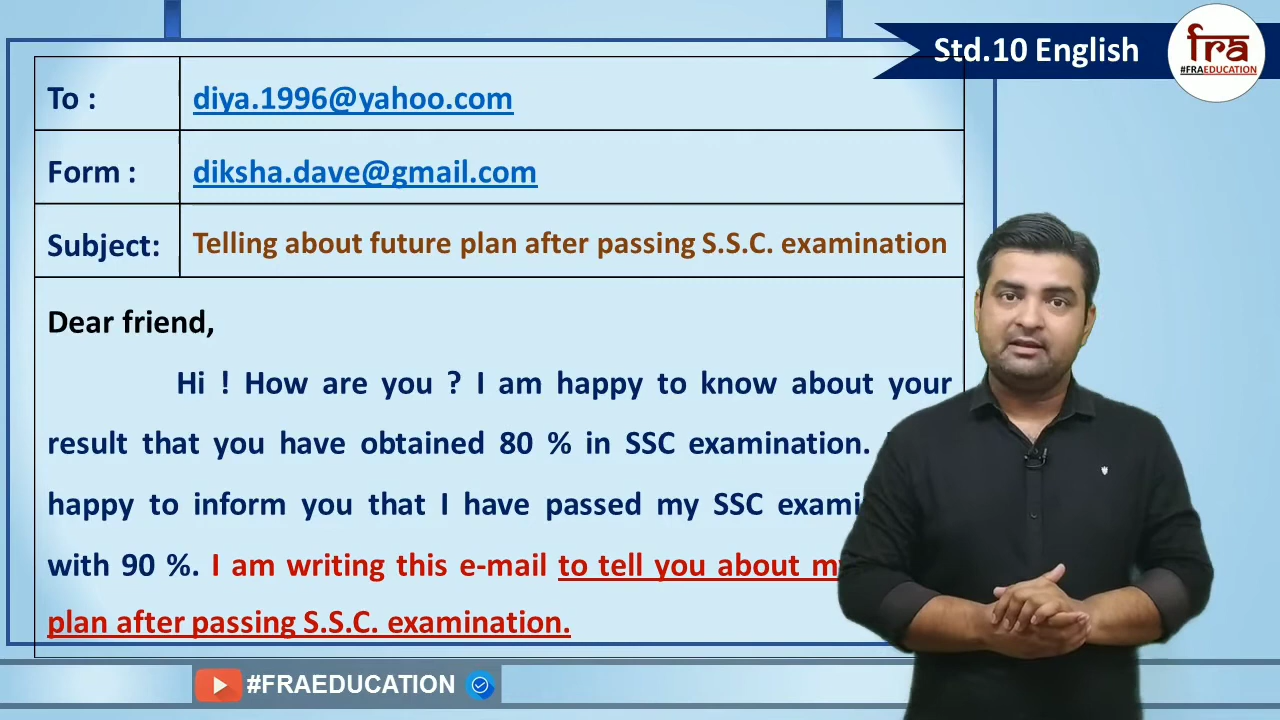 Std.10 English
fra
#FRAEDUCATION
To : diya.1996@yahoo.com
Form : diksha.dave@gmail.com
Subject: Telling about future plan after passing S.S.C. examination
Dear friend,
Hi ! How are you ? I am happy to know about your
result that you have obtained 80 % in SSC examination.
happy to inform you that I have passed my SSC
with 90 %. I am writing this e-mail to tell you about
plan after passing S.S.C. examination.
#FRAEDUCATION